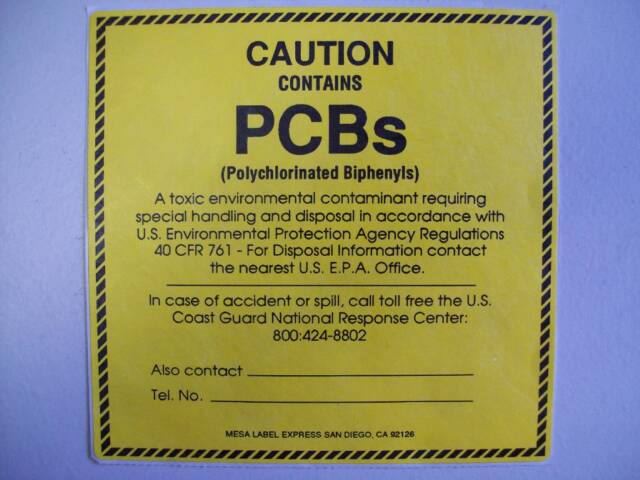 CAUTION
CONTAINS
PCBs
(Polychlorinated Biphenyls)
A toxic environmental contaminant requiring
special handling and disposal in accordance with
U.S. Environmental Protection Agency Regulations
40 CFR 761 - For Disposal Information contact
the nearest U.S. E.P.A. Office.
In case of accident or spill, call toll free the U.S.
Coast Guard National Response Center:
800:424-8802
Also contact
Tel. No.
MESA LABEL EXPRESS SAN DIEGO, CA 92126